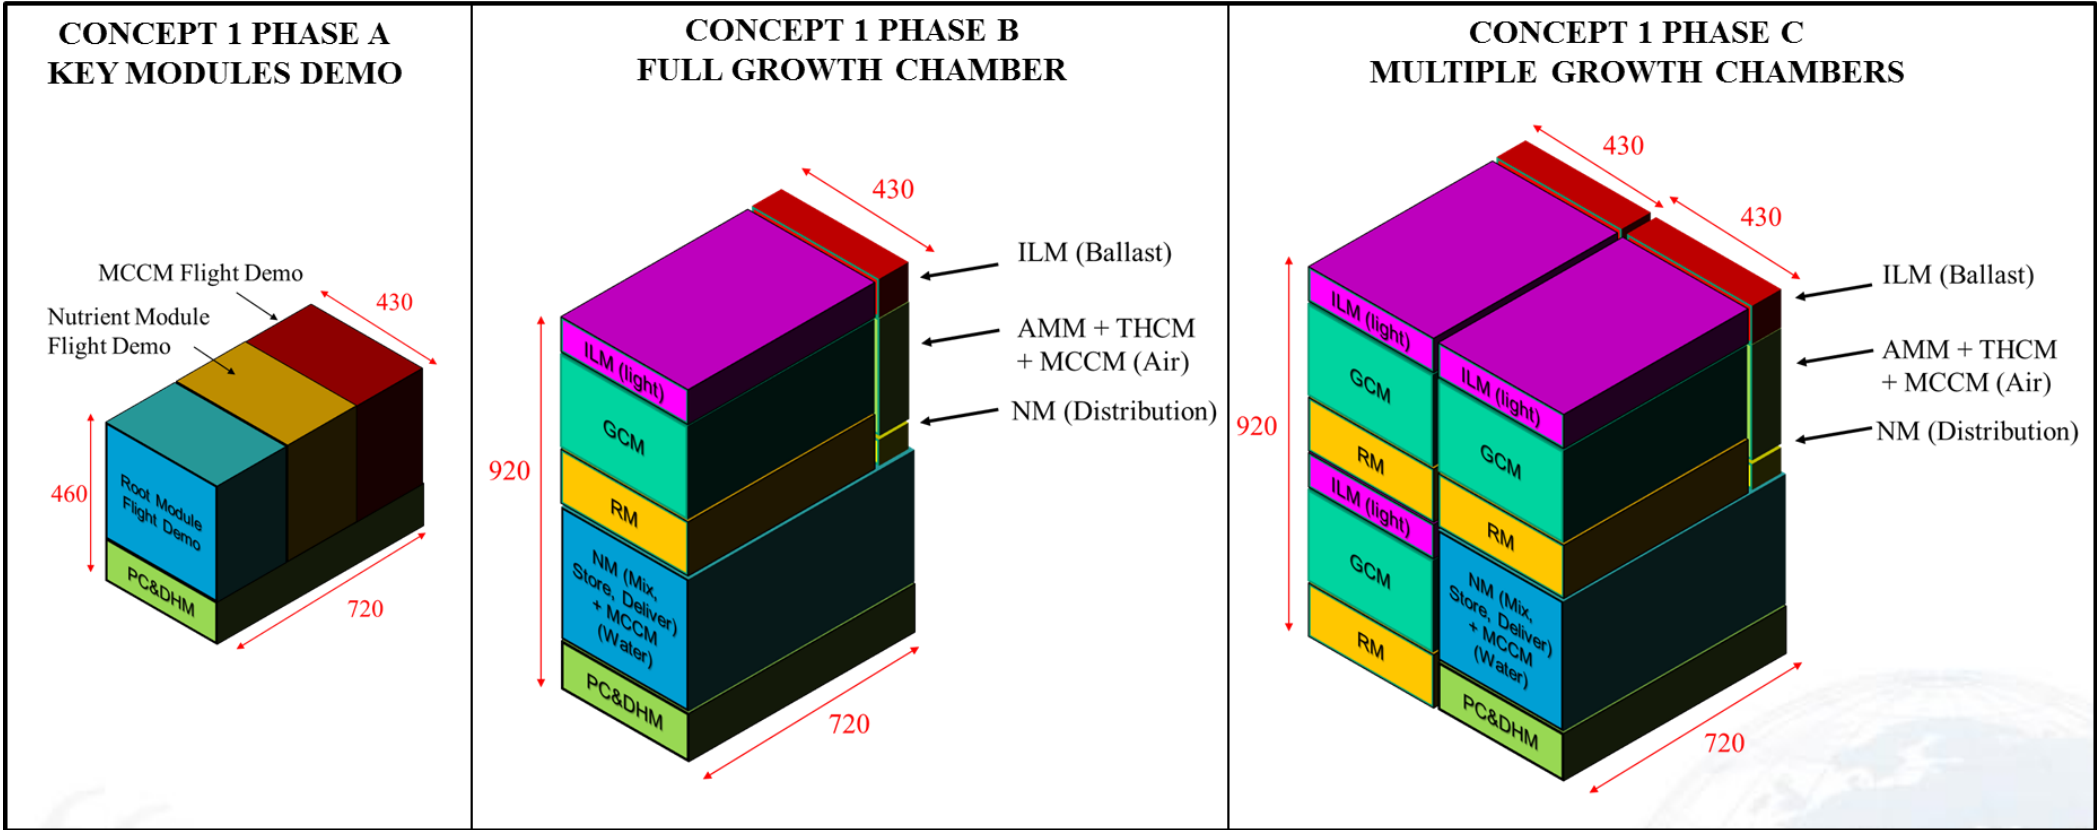 CONCEPT 1 PHASE A
KEY MODULES DEMO
MCCM Flight Demo
Nutrient Module
Flight Demo
430
460
Root Module
Flight Demo
PC&DHM
720
CONCEPT 1 PHASE B
FULL GROWTH CHAMBER
430
ILM (Ballast)
AMM + THCM
+ MCCM (Air)
NM (Distribution)
920
ILM (light)
GCM
RM
NM (Mix,
Store, Deliver)
+ MCCM
(Water)
PC&DHM
720
CONCEPT 1 PHASE C
MULTIPLE GROWTH CHAMBERS
430
430
ILM (Ballast)
AMM + THCM
+ MCCM (Air)
NM (Distribution)
920
ILM (light)
GCM
RM
ILM (light)
GCM
RM
ILM (light)
GCM
RM
NM (Mix,
Store, Deliver)
+ MCCM
(Water)
PC&DHM
720